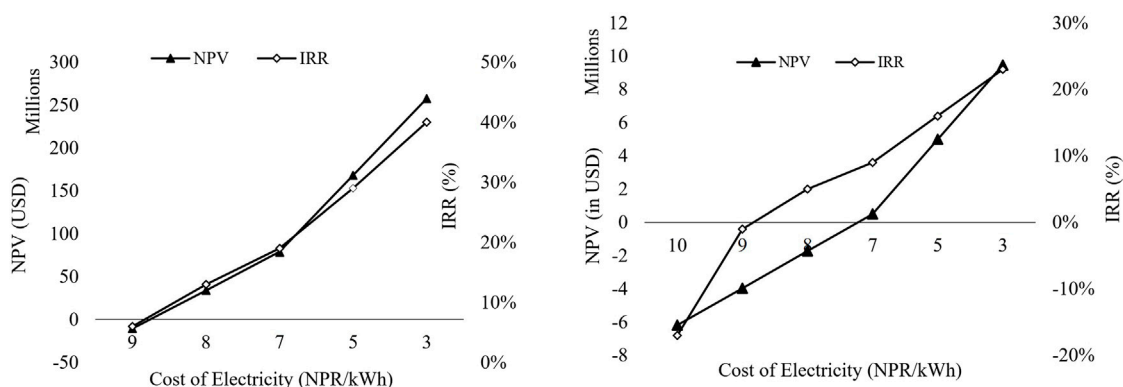 NPV IRR
Millions
NPV (USD)
300
250
200
150
100
50
0
-50
50%
40%
30%
20%
10%
0%
IRR (%)
9 8 7 5 3
Cost of Electricity (NPR/kWh)
NPV IRR
Millions
NPV (in USD)
12
10
8
6
4
2
0
-2
-4
-6
-8
30%
20%
10%
0%
-10%
-20%
IRR (%)
10 9 8 7 5 3
Cost of Electricity (NPR/kWh)